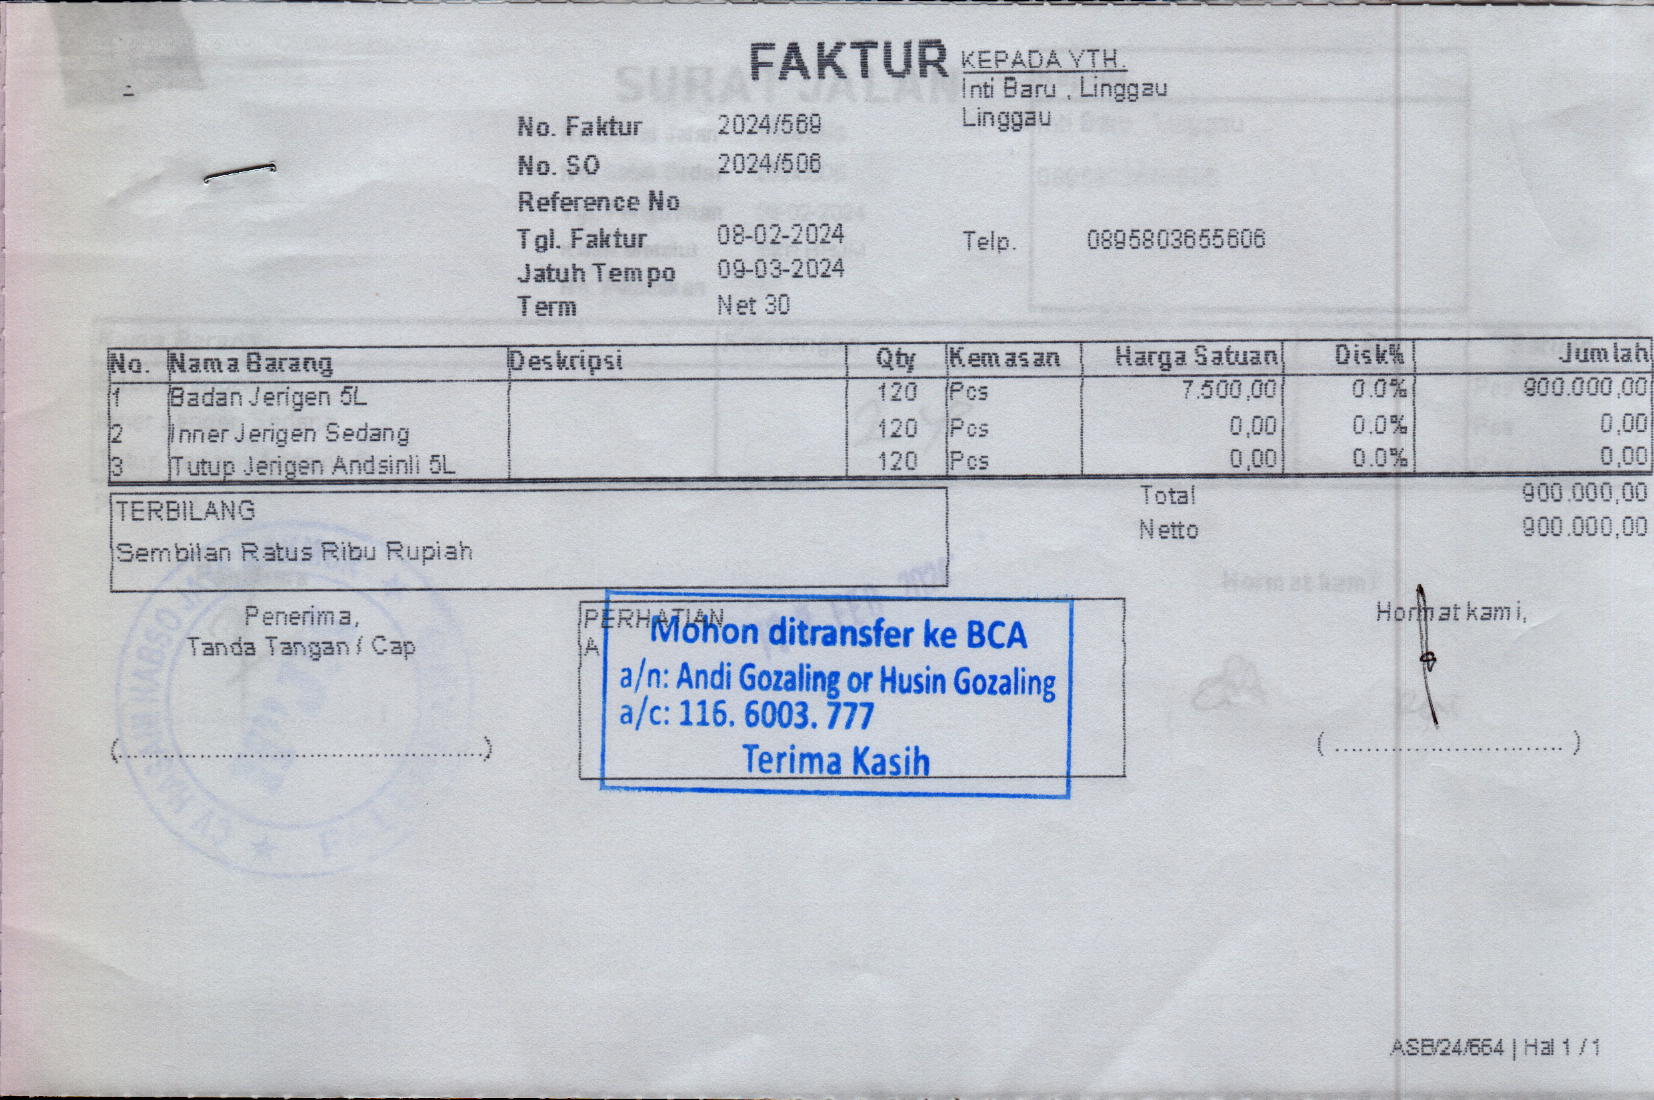 FAKTUR
KEPADA YTH.
Inti Baru , Linggau
Linggau
No. Faktur 2024/569
No. SO 2024/506
Reference No
Tgl. Faktur 08-02-2024
Telp. 0895803655606
Jatuh Tempo 09-03-2024
Term Net 30
No. Nama Barang Deskripsi Qty Kemasan Harga Satuan Disk% Jumlah
1 Badan Jerigen 5L 120 Pcs 7.500,00 0.0% 900.000,00
2 Inner Jerigen Sedang 120 Pcs 0,00 0.0% 0,00
3 Tutup Jerigen Andsinli 5L 120 Pcs 0,00 0.0% 0,00
Total 900.000,00
Netto 900.000,00
TERBILANG
Sembilan Ratus Ribu Rupiah
Penerima,
Tanda Tangan / Cap
(..................................................)
PERHATIAN
A
Mohon ditransfer ke BCA
a/n: Andi Gozaling or Husin Gozaling
a/c: 116. 6003. 777
Terima Kasih
Hormat kami,
( ............................... )
SURAT JALAN
ASB/24/664 | Hal 1 / 1